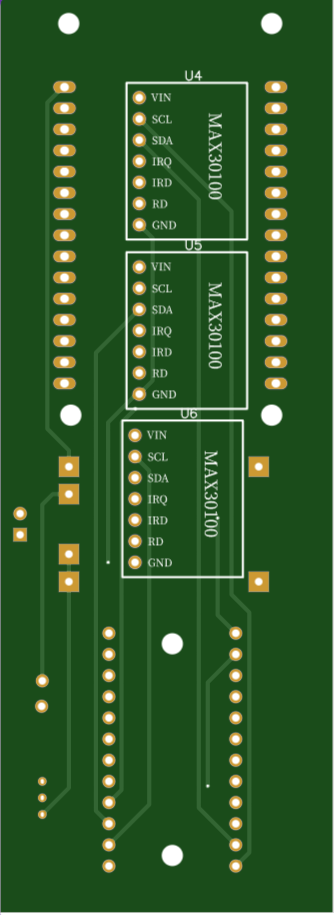 U4
VIN
SCL
SDA
IRQ
IRD
RD
GND
MAX30100
U5
VIN
SCL
SDA
IRQ
IRD
RD
GND
MAX30100
U6
VIN
SCL
SDA
IRQ
IRD
RD
GND
MAX30100